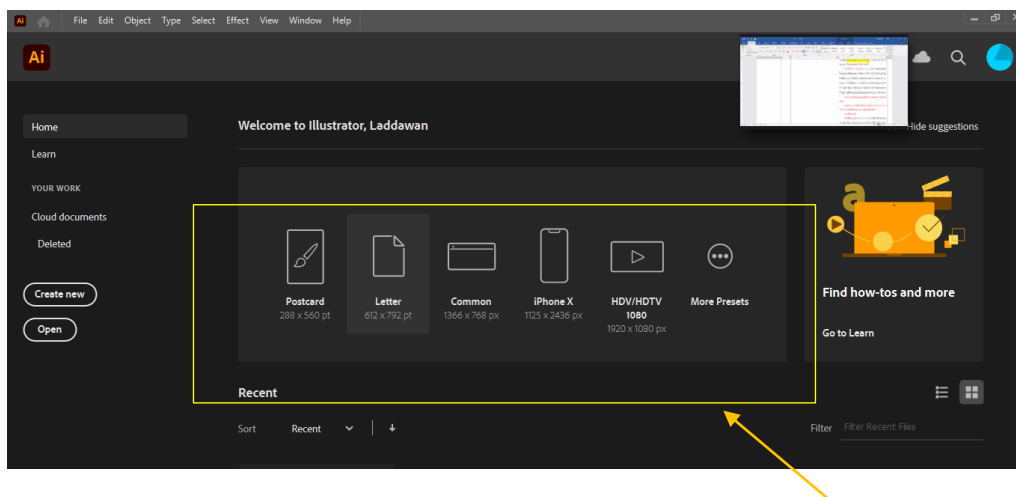 Ai
File Edit Object Type Select Effect View Window Help
Ai
Home
Learn
YOUR WORK
Cloud documents
Deleted
Create new
Open
Welcome to Illustrator, Laddawan
Hide suggestions
Postcard
288 x 560 pt
Letter
612 x 792 pt
Common
1366 x 768 px
iPhone X
1125 x 2436 px
HDV/HDTV
1080
1920 x 1080 px
More Presets
a
Find how-tos and more
Go to Learn
Recent
Sort Recent
Filter Filter Recent Files